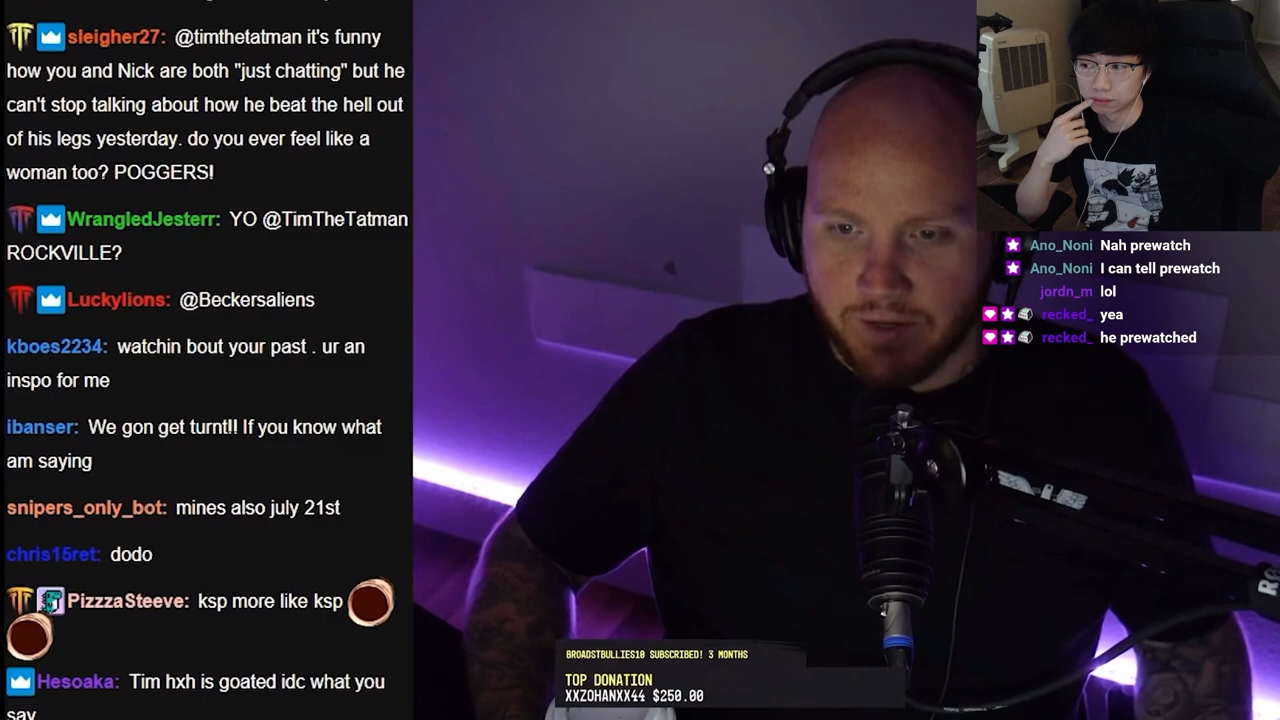 sleigher27: @timthetatman it's funny
how you and Nick are both "just chatting" but he
can't stop talking about how he beat the hell out
of his legs yesterday. do you ever feel like a
woman too? POGGERS!
WrangledJesterr: YO @TimTheTatman
ROCKVILLE?
Luckylions: @Beckersaliens
kboes2234: watchin bout your past . ur an
inspo for me
ibanser: We gon get turnt!! If you know what
am saying
snipers_only_bot: mines also july 21st
chris15ret: dodo
PizzzaSteeve: ksp more like ksp
Hesoaka: Tim hxh is goated idc what you
say
Ano_Noni Nah prewatch
Ano_Noni I can tell prewatch
jordn_m lol
recked_ yea
recked_ he prewatched
BROADSTBULLIES10 SUBSCRIBED! 3 MONTHS
TOP DONATION
XXZOHANXX44 $250.00